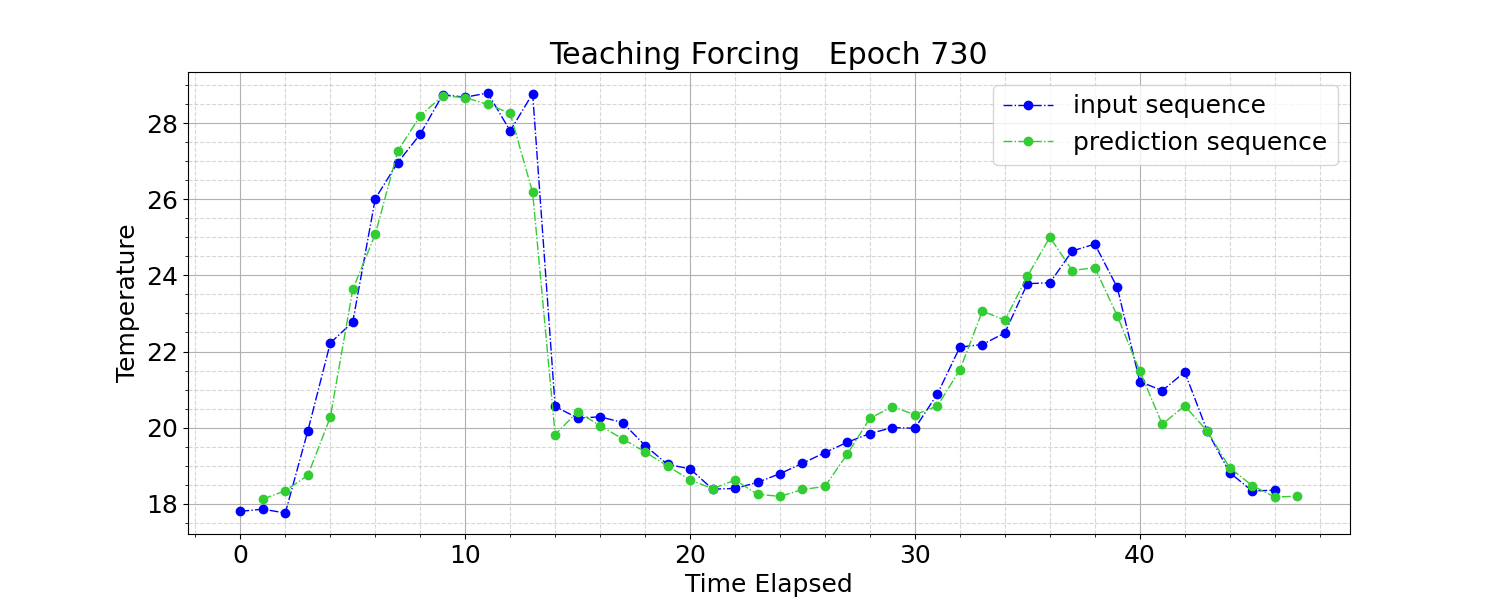 Teaching Forcing   Epoch 730
input sequence
prediction sequence
Temperature
28
26
24
22
20
18
0 10 20 30 40
Time Elapsed